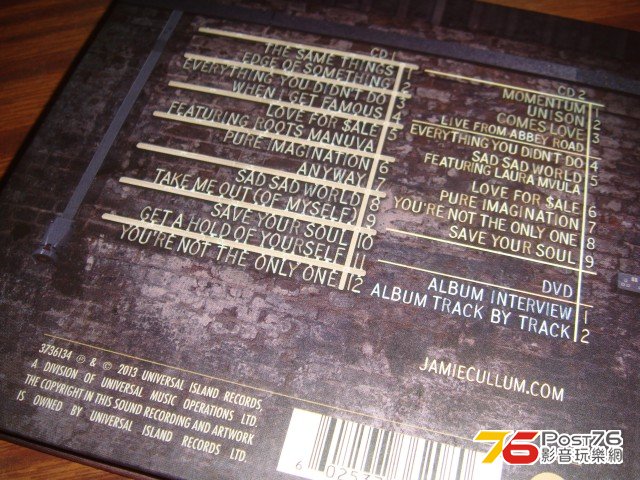 CD 1
THE SAME THINGS 1
EDGE OF SOMETHING 2
EVERYTHING YOU DIDN'T DO 3
WHEN I GET FAMOUS 4
LOVE FOR $ALE 5
FEATURING ROOTS MANUVA
PURE IMAGINATION 6
ANYWAY 7
SAD SAD WORLD 8
TAKE ME OUT (OF MYSELF) 9
SAVE YOUR SOUL 10
GET A HOLD OF YOURSELF 11
YOU'RE NOT THE ONLY ONE 12
CD 2
MOMENTUM 1
UNISON 2
COMES LOVE 3
LIVE FROM ABBEY ROAD
EVERYTHING YOU DIDN'T DO 4
SAD SAD WORLD 5
FEATURING LAURA MVULA
LOVE FOR $ALE 6
PURE IMAGINATION 7
YOU'RE NOT THE ONLY ONE 8
SAVE YOUR SOUL 9
DVD
ALBUM INTERVIEW 1
ALBUM TRACK BY TRACK 2
JAMIECULLUM.COM
3736134 ℗ & © 2013 UNIVERSAL ISLAND RECORDS,
A DIVISION OF UNIVERSAL MUSIC OPERATIONS LTD.
THE COPYRIGHT IN THIS SOUND RECORDING AND ARTWORK
IS OWNED BY UNIVERSAL ISLAND RECORDS LTD.
76 Post76
影音玩樂網